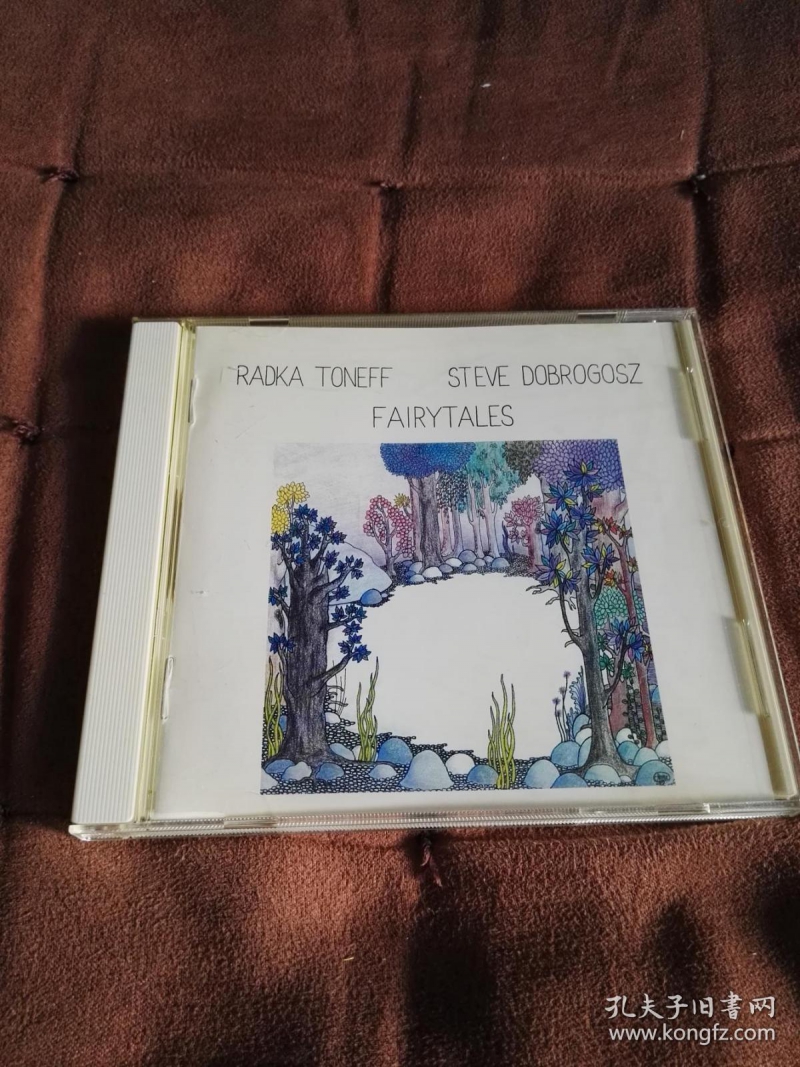 RADKA TONEFF STEVE DOBROGOSZ
FAIRYTALES
孔夫子旧书网
www.kongfz.com